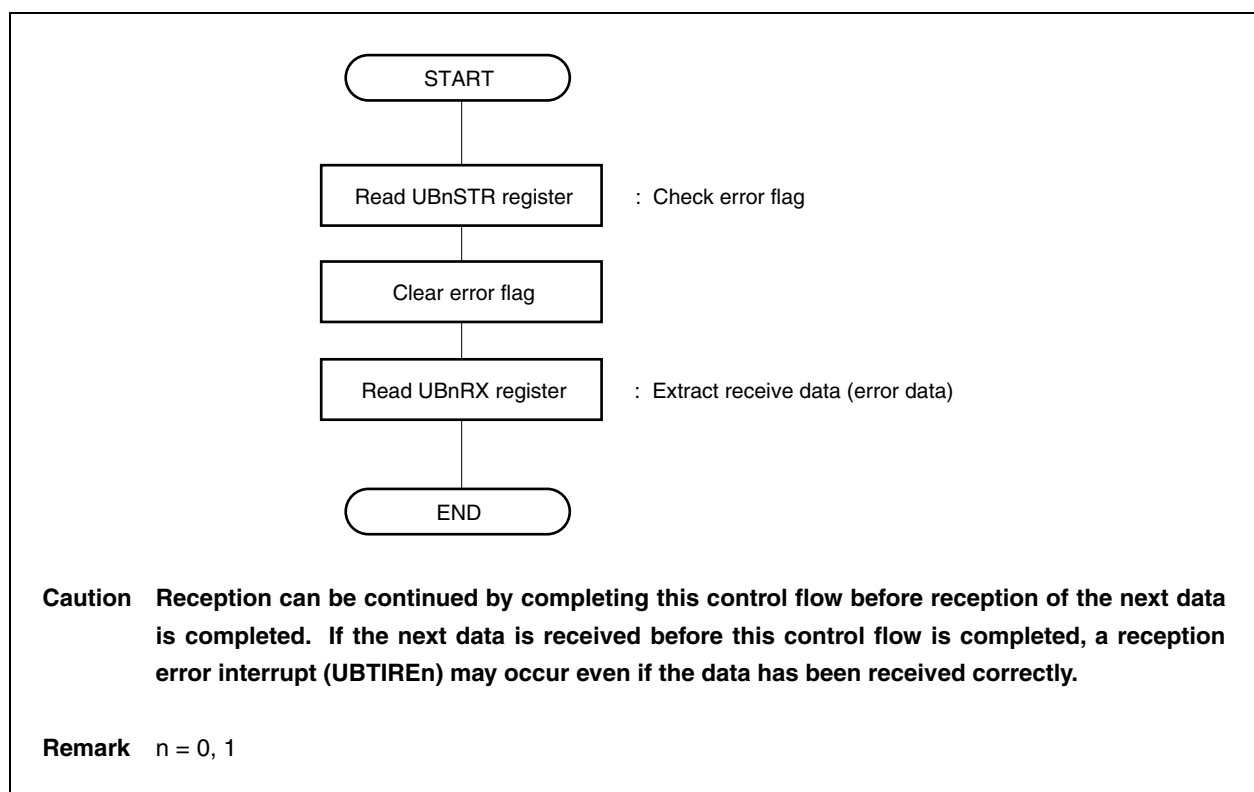 START
Read UBnSTR register : Check error flag
Clear error flag
Read UBnRX register : Extract receive data (error data)
END
Caution Reception can be continued by completing this control flow before reception of the next data
is completed. If the next data is received before this control flow is completed, a reception
error interrupt (UBTIREn) may occur even if the data has been received correctly.
Remark n = 0, 1